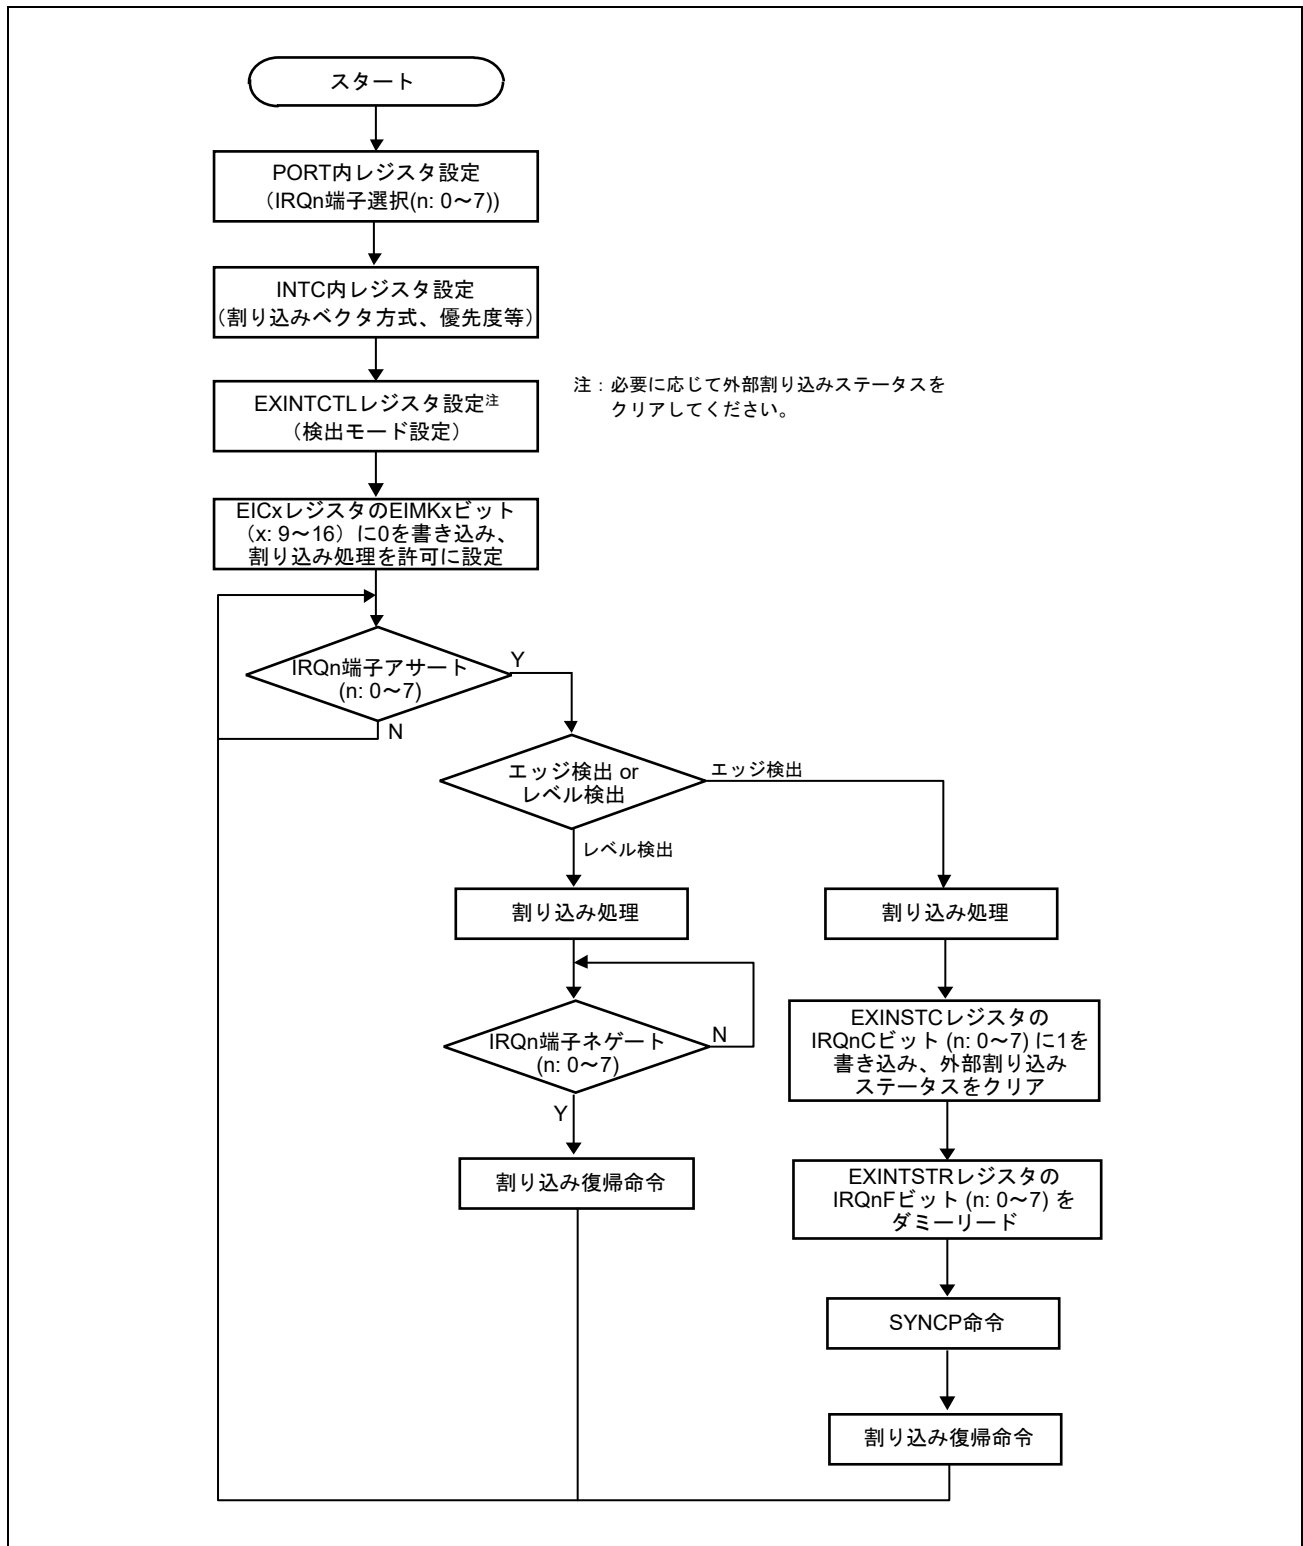 スタート
PORT内レジスタ設定
（IRQn端子選択(n: 0～7))
INTC内レジスタ設定
（割り込みベクタ方式、優先度等）
EXINTCTLレジスタ設定注
（検出モード設定）
注：必要に応じて外部割り込みステータスを
クリアしてください。
EICxレジスタのEIMKxビット
（x: 9～16）に0を書き込み、
割り込み処理を許可に設定
IRQn端子アサート
(n: 0～7)
Y
N
エッジ検出 or
レベル検出
エッジ検出
レベル検出
割り込み処理
割り込み処理
IRQn端子ネゲート
(n: 0～7)
N
Y
EXINSTCレジスタの
IRQnCビット (n: 0～7) に1を
書き込み、外部割り込み
ステータスをクリア
割り込み復帰命令
EXINTSTRレジスタの
IRQnFビット (n: 0～7) を
ダミーリード
SYNCP命令
割り込み復帰命令